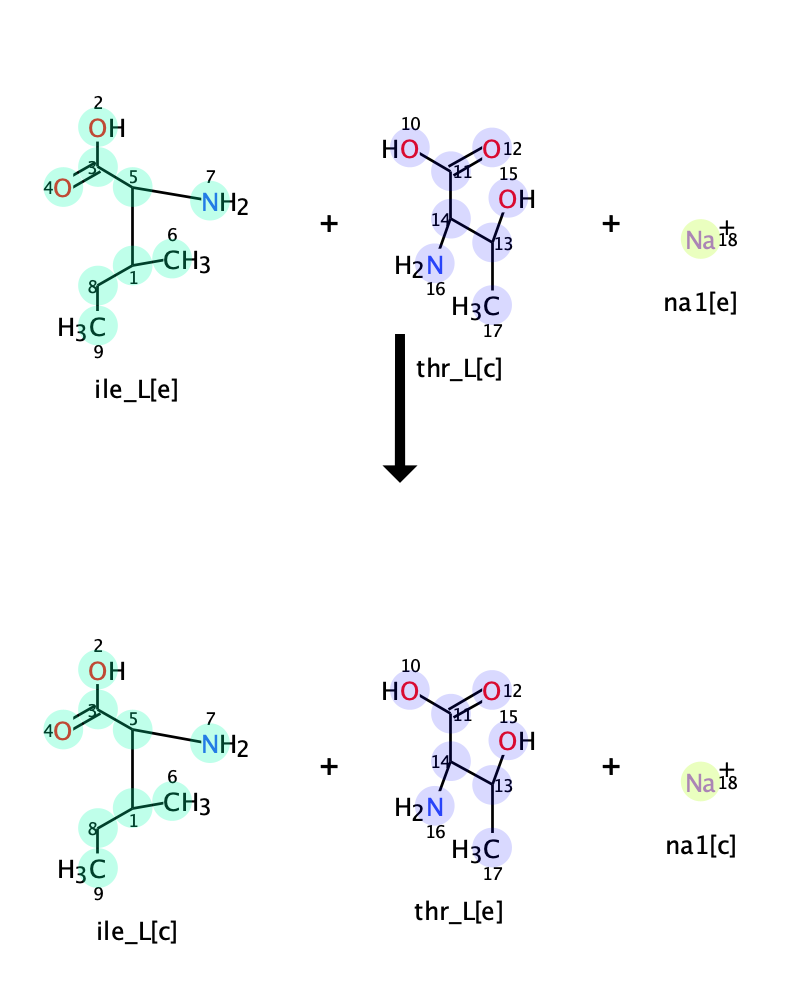 2
OH
3
4 O
5
7
NH2
6
CH3
1
8
H3C
9
ile_L[e]
+
10
HO
11
O 12
15
OH
14
13
H2N
16
H3C
17
thr_L[c]
+
Na+
18
na1[e]
2
OH
3
4 O
5
7
NH2
6
CH3
1
8
H3C
9
ile_L[c]
+
10
HO
11
O 12
15
OH
14
13
H2N
16
H3C
17
thr_L[e]
+
Na+
18
na1[c]